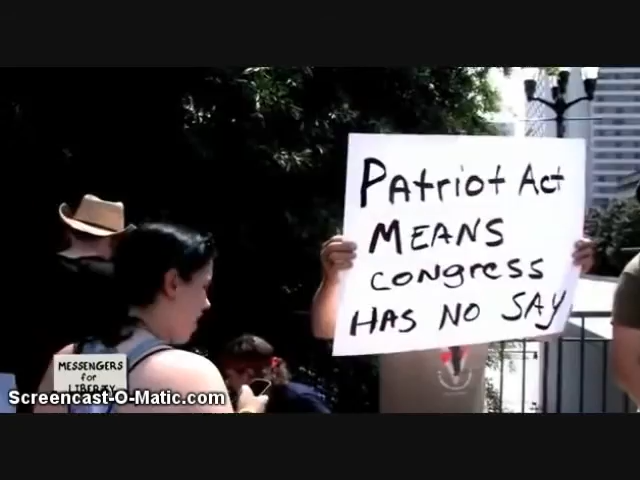 Patriot Act
MEANS
congress
HAS NO SAY
MESSENGERS
for
LIBERTY
Screencast-O-Matic.com